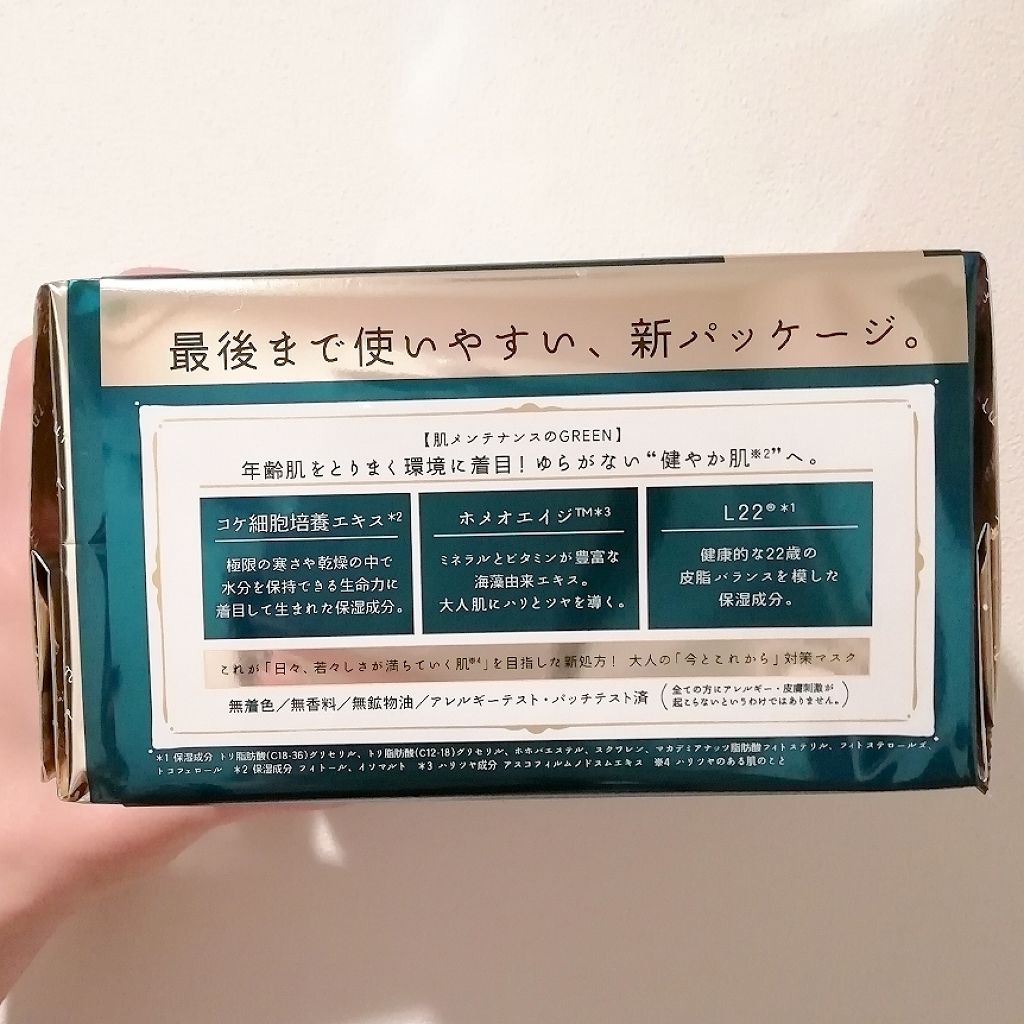 最後まで使いやすい、新パッケージ。
【肌メンテナンスのGREEN】
年齢肌をとりまく環境に着目!ゆらがない“健やか肌※2”へ。
コケ細胞培養エキス*2
極限の寒さや乾燥の中で
水分を保持できる生命力に
着目して生まれた保湿成分。
ホメオエイジ™*3
ミネラルとビタミンが豊富な
海藻由来エキス。
大人肌にハリとツヤを導く。
L22®*1
健康的な22歳の
皮脂バランスを模した
保湿成分。
これが「日々、若々しさが満ちていく肌※4」を目指した新処方! 大人の「今とこれから」対策マスク
無着色/無香料/無鉱物油/アレルギーテスト・パッチテスト済
(全ての方にアレルギー・皮膚刺激が
起こらないというわけではありません。)
*1 保湿成分 トリ脂肪酸(C18-36)グリセリル、トリ脂肪酸(C12-18)グリセリル、ホホバエステル、スクワレン、マカデミアナッツ脂肪酸フィトステリル、フィトステロールズ、
トコフェロール *2 保湿成分 フィトール、イソマルト *3 ハリツヤ成分 アスコフィルムノドスムエキス ※4 ハリツヤのある肌のこと